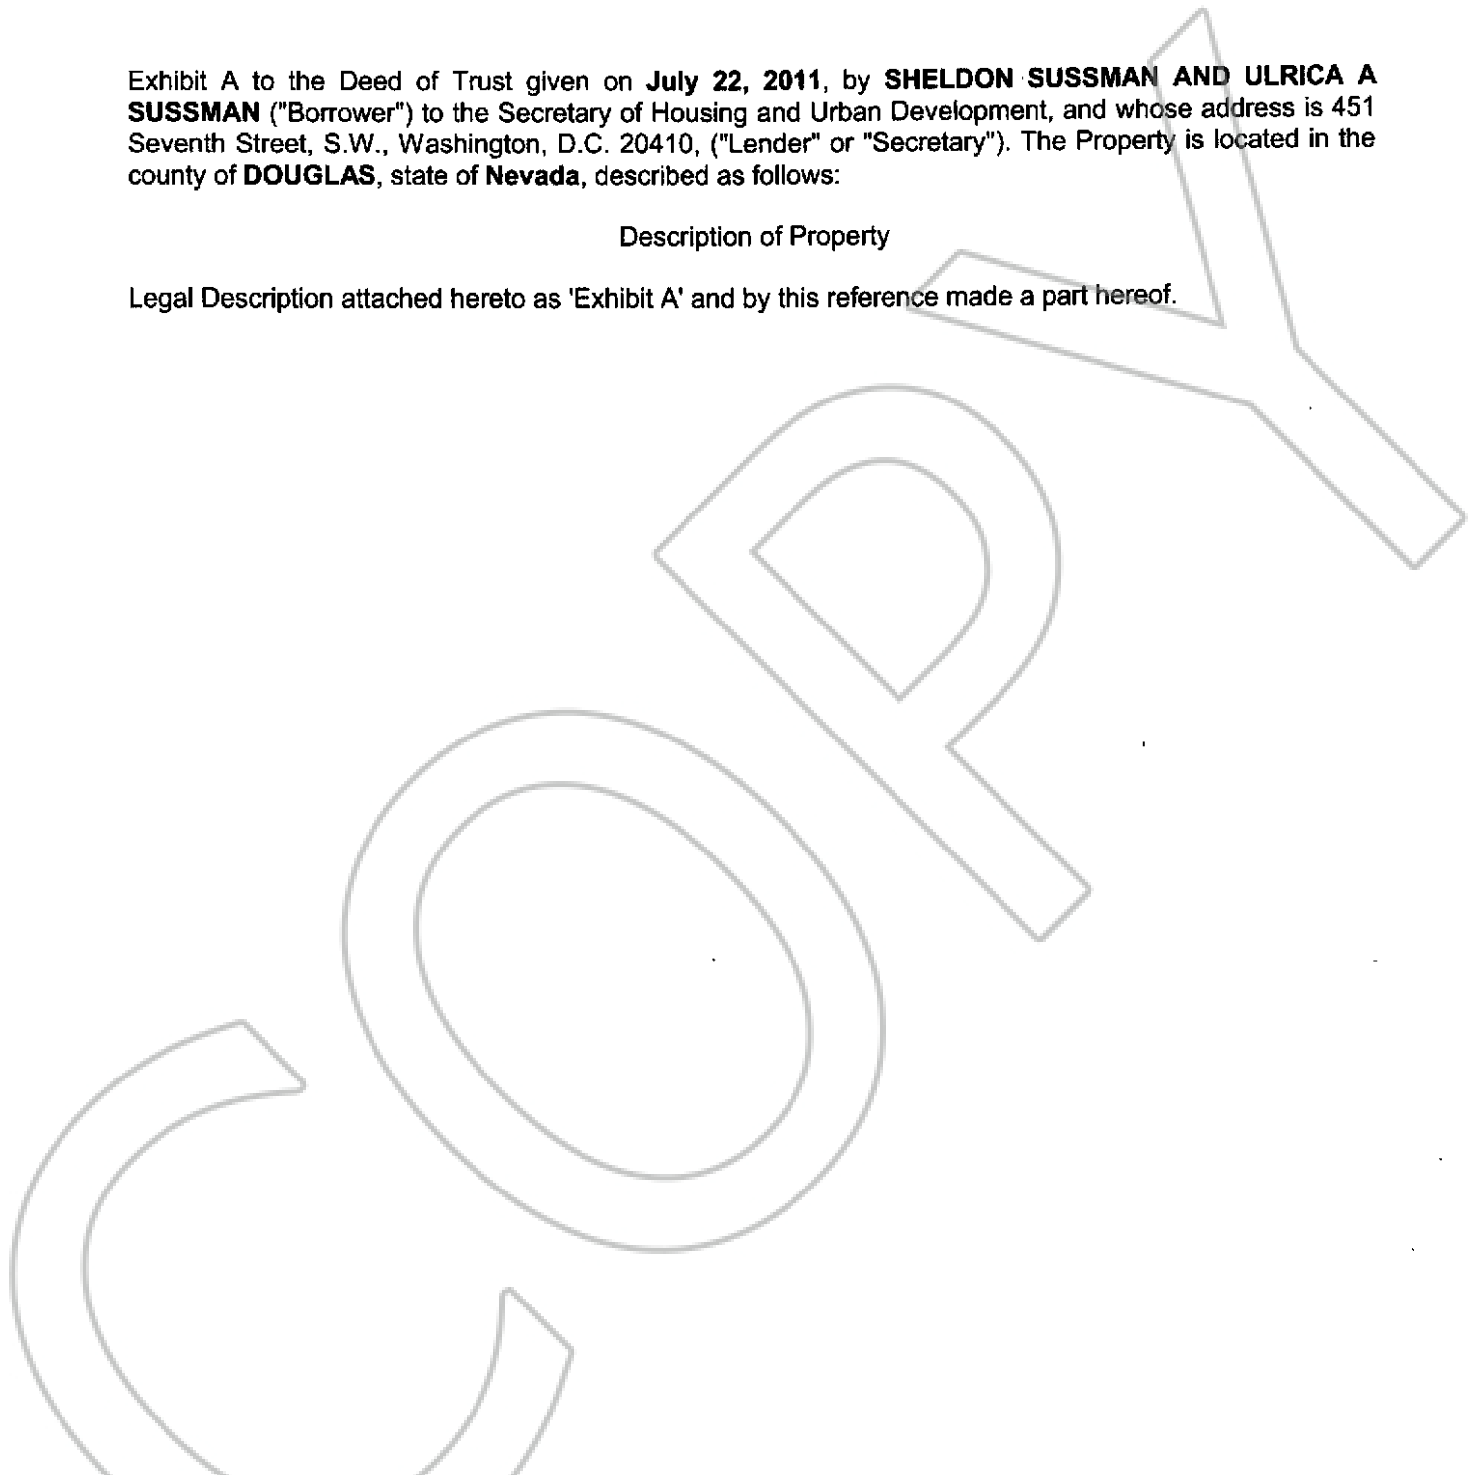 Exhibit A to the Deed of Trust given on July 22, 2011, by SHELDON SUSSMAN AND ULRICA A
SUSSMAN ("Borrower") to the Secretary of Housing and Urban Development, and whose address is 451
Seventh Street, S.W., Washington, D.C. 20410, ("Lender" or "Secretary"). The Property is located in the
county of DOUGLAS, state of Nevada, described as follows:
Description of Property
Legal Description attached hereto as 'Exhibit A' and by this reference made a part hereof.
COPY